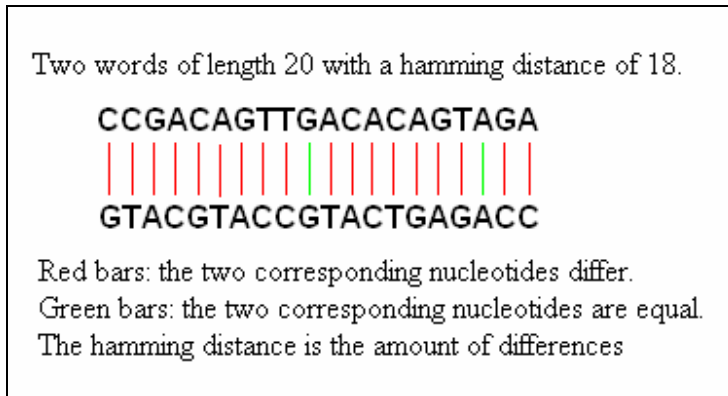 Two words of length 20 with a hamming distance of 18.
CCGACAGTTGACACAGTAGA
GTACGTACCGTACTGAGACC
Red bars: the two corresponding nucleotides differ.
Green bars: the two corresponding nucleotides are equal.
The hamming distance is the amount of differences